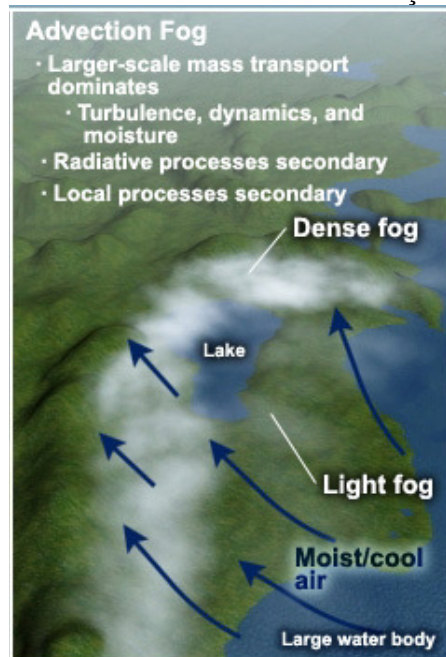 Advection Fog
· Larger-scale mass transport
dominates
· Turbulence, dynamics, and
moisture
· Radiative processes secondary
· Local processes secondary
Dense fog
Lake
Light fog
Moist/cool
air
Large water body